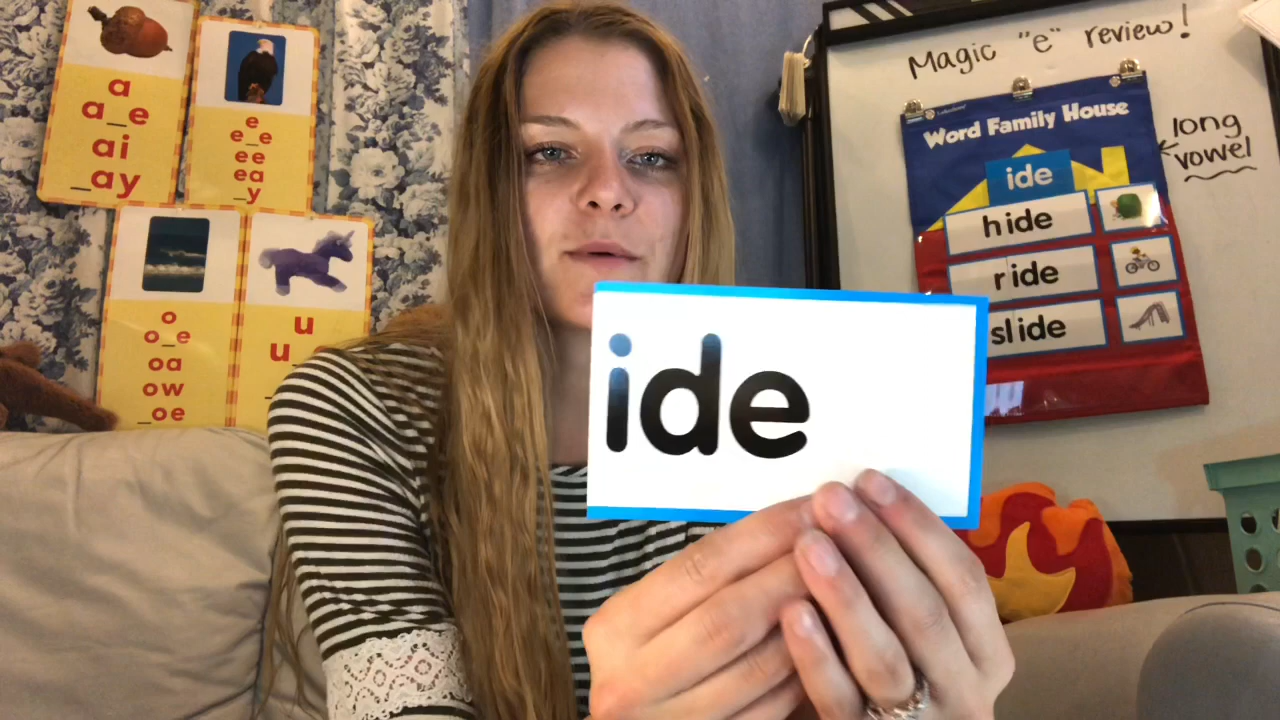 a
a_e
ai
_ay
e
e_e
ee
ea
_y
o
o_e
oa
ow
_oe
u
u_
ide
Magic "e" review!
Word Family House
ide
hide
ride
slide
long
vowel